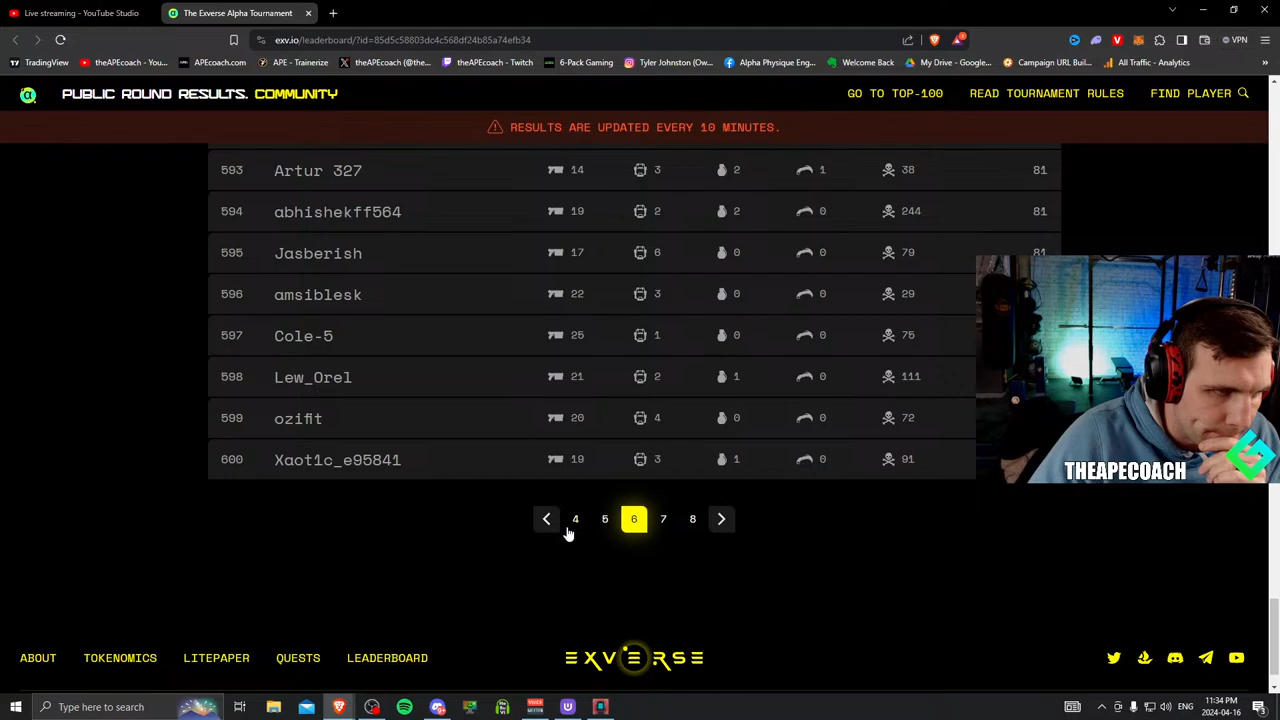 Live streaming - YouTube Studio
The Exverse Alpha Tournament
exv.io/leaderboard/?id=85d5c58803dc4c568df24b85a74efb34
VPN
TradingView
theAPEcoach - You...
APEcoach.com
APE - Trainerize
theAPEcoach (@the...
theAPEcoach - Twitch
6-Pack Gaming
Tyler Johnston (Ow...
Alpha Physique Eng...
Welcome Back
My Drive - Google...
Campaign URL Buil...
All Traffic - Analytics
PUBLIC ROUND RESULTS. COMMUNITY
GO TO TOP-100
READ TOURNAMENT RULES
FIND PLAYER
RESULTS ARE UPDATED EVERY 10 MINUTES.
593 Artur 327 14 3 2 1 38 81
594 abhishekff564 19 2 2 0 244 81
595 Jasberish 17 6 0 0 79 81
596 amsiblesk 22 3 0 0 29
597 Cole-5 25 1 0 0 75
598 Lew_Orel 21 2 1 0 111
599 ozifit 20 4 0 0 72
600 Xaot1c_e95841 19 3 1 0 91
THEAPECOACH
4 5 6 7 8
ABOUT TOKENOMICS LITEPAPER QUESTS LEADERBOARD
EXVERSE
Type here to search
ENG
11:34 PM
2024-04-16